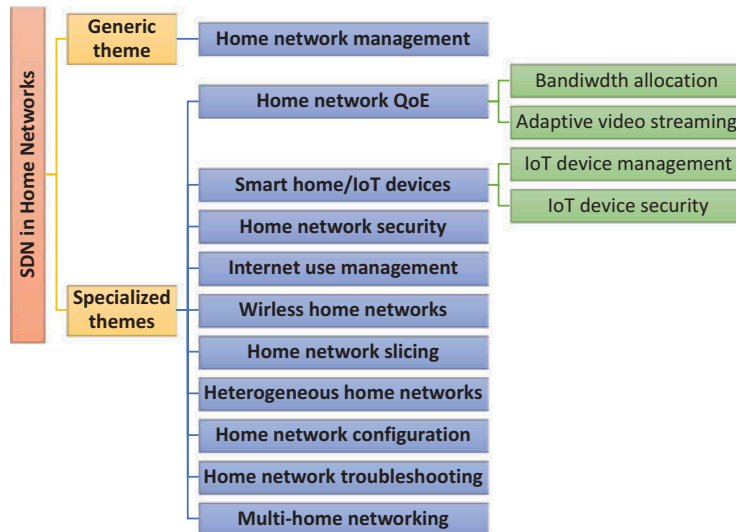 SDN in Home Networks
Generic
theme
Home network management
Specialized
themes
Home network QoE
Bandiwdth allocation
Adaptive video streaming
Smart home/IoT devices
IoT device management
IoT device security
Home network security
Internet use management
Wirless home networks
Home network slicing
Heterogeneous home networks
Home network configuration
Home network troubleshooting
Multi-home networking